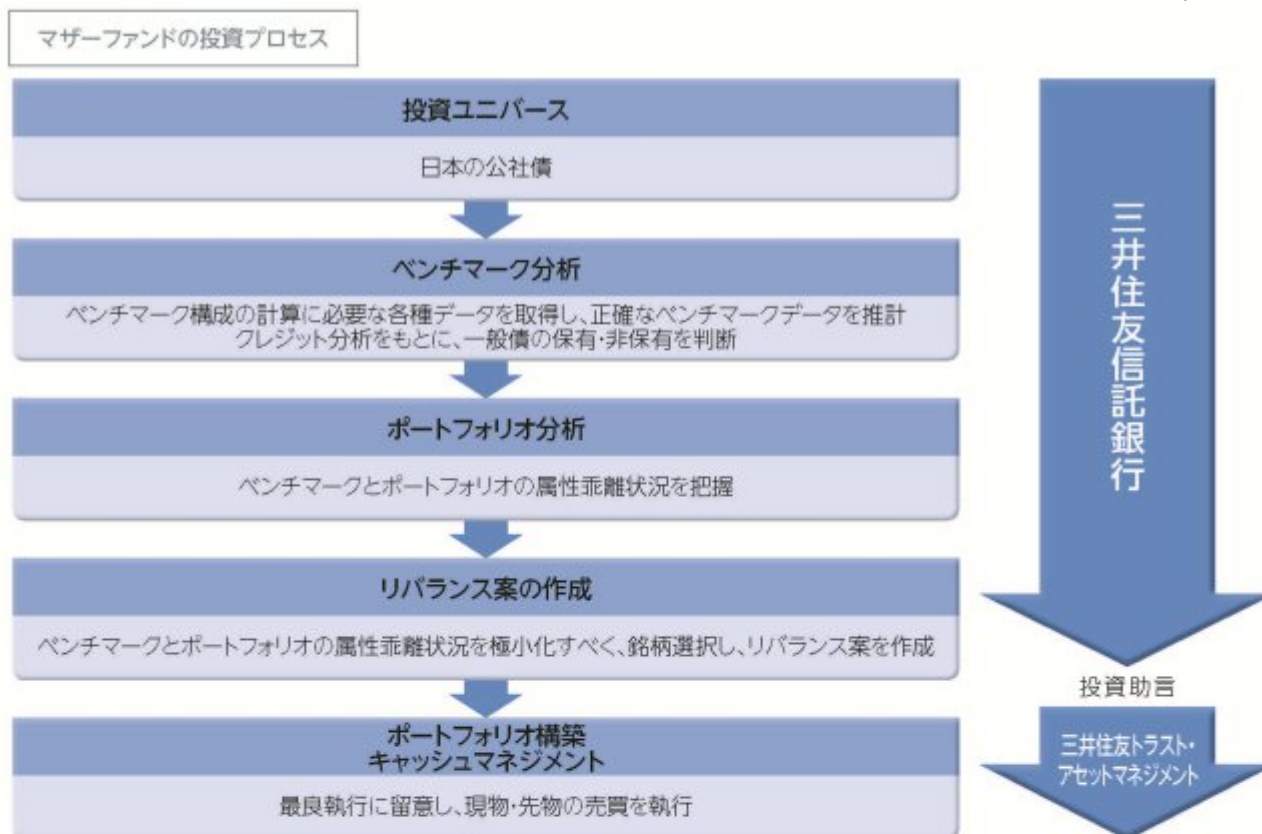 マザーファンドの投資プロセス
投資ユニバース
日本の公社債
ベンチマーク分析
ベンチマーク構成の計算に必要な各種データを取得し、正確なベンチマークデータを推計
クレジット分析をもとに、一般債の保有・非保有を判断
ポートフォリオ分析
ベンチマークとポートフォリオの属性乖離状況を把握
リバランス案の作成
ベンチマークとポートフォリオの属性乖離状況を極小化すべく、銘柄選択し、リバランス案を作成
ポートフォリオ構築
キャッシュマネジメント
最良執行に留意し、現物・先物の売買を執行
三井住友信託銀行
投資助言
三井住友トラスト・
アセットマネジメント